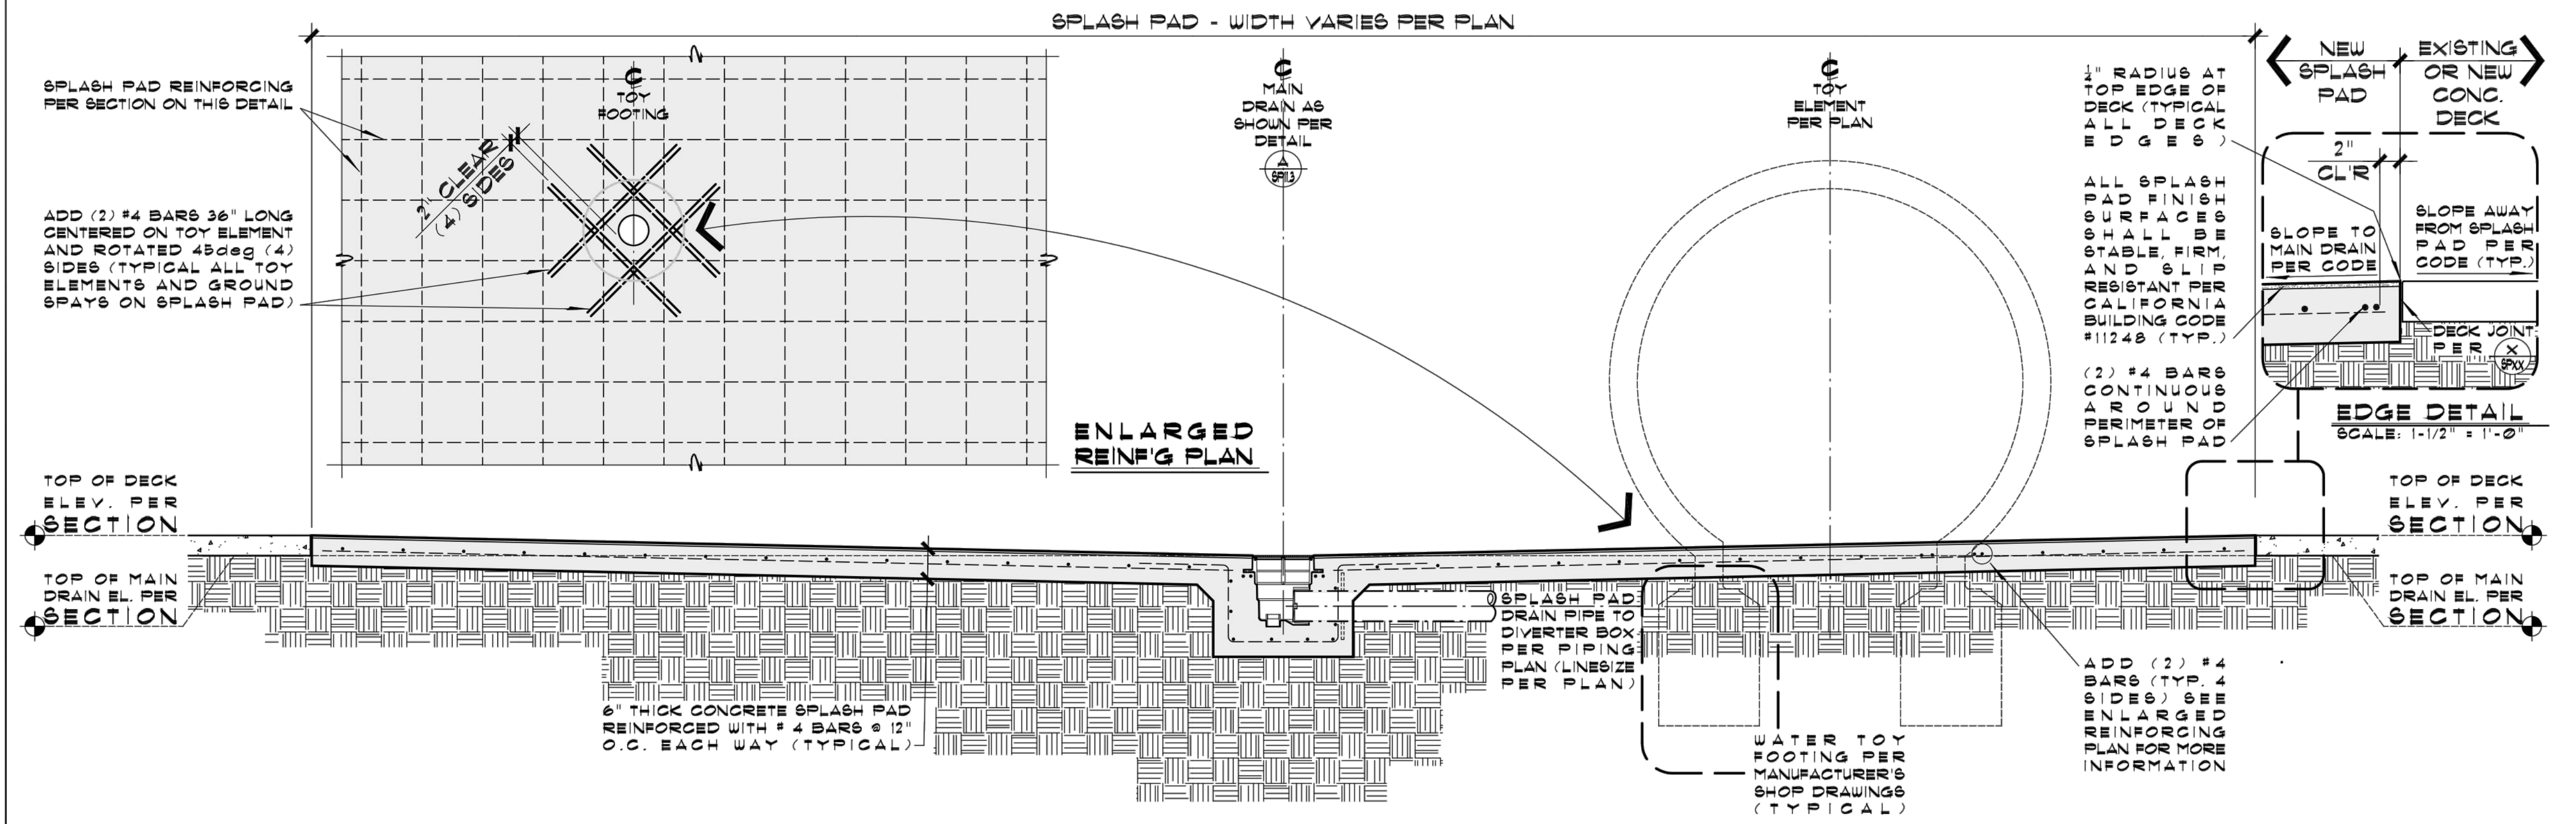 SPLASH PAD - WIDTH VARIES PER PLAN
SPLASH PAD REINFORCING
PER SECTION ON THIS DETAIL
℄
TOY
FOOTING
2" CLEAR
(4) SIDES
ADD (2) #4 BARS 36" LONG
CENTERED ON TOY ELEMENT
AND ROTATED 45deg (4)
SIDES (TYPICAL ALL TOY
ELEMENTS AND GROUND
SPAYS ON SPLASH PAD)
ENLARGED
REINF'G PLAN
℄
MAIN
DRAIN AS
SHOWN PER
DETAIL
A
SP11.3
℄
TOY
ELEMENT
PER PLAN
1/4" RADIUS AT
TOP EDGE OF
DECK (TYPICAL
ALL DECK
EDGES)
ALL SPLASH
PAD FINISH
SURFACES
SHALL BE
STABLE, FIRM,
AND SLIP
RESISTANT PER
CALIFORNIA
BUILDING CODE
#1124B (TYP.)
(2) #4 BARS
CONTINUOUS
AROUND
PERIMETER OF
SPLASH PAD
NEW
SPLASH
PAD
EXISTING
OR NEW
CONC.
DECK
2"
CL'R
SLOPE TO
MAIN DRAIN
PER CODE
SLOPE AWAY
FROM SPLASH
PAD PER
CODE (TYP.)
DECK JOINT
PER
X
SPXX
EDGE DETAIL
SCALE: 1-1/2" = 1'-0"
TOP OF DECK
ELEV. PER
SECTION
TOP OF MAIN
DRAIN EL. PER
SECTION
6" THICK CONCRETE SPLASH PAD
REINFORCED WITH # 4 BARS @ 12"
O.C. EACH WAY (TYPICAL)
SPLASH PAD
DRAIN PIPE TO
DIVERTER BOX
PER PIPING
PLAN (LINESIZE
PER PLAN)
WATER TOY
FOOTING PER
MANUFACTURER'S
SHOP DRAWINGS
(TYPICAL)
ADD (2) #4
BARS (TYP. 4
SIDES) SEE
ENLARGED
REINFORCING
PLAN FOR MORE
INFORMATION
TOP OF DECK
ELEV. PER
SECTION
TOP OF MAIN
DRAIN EL. PER
SECTION